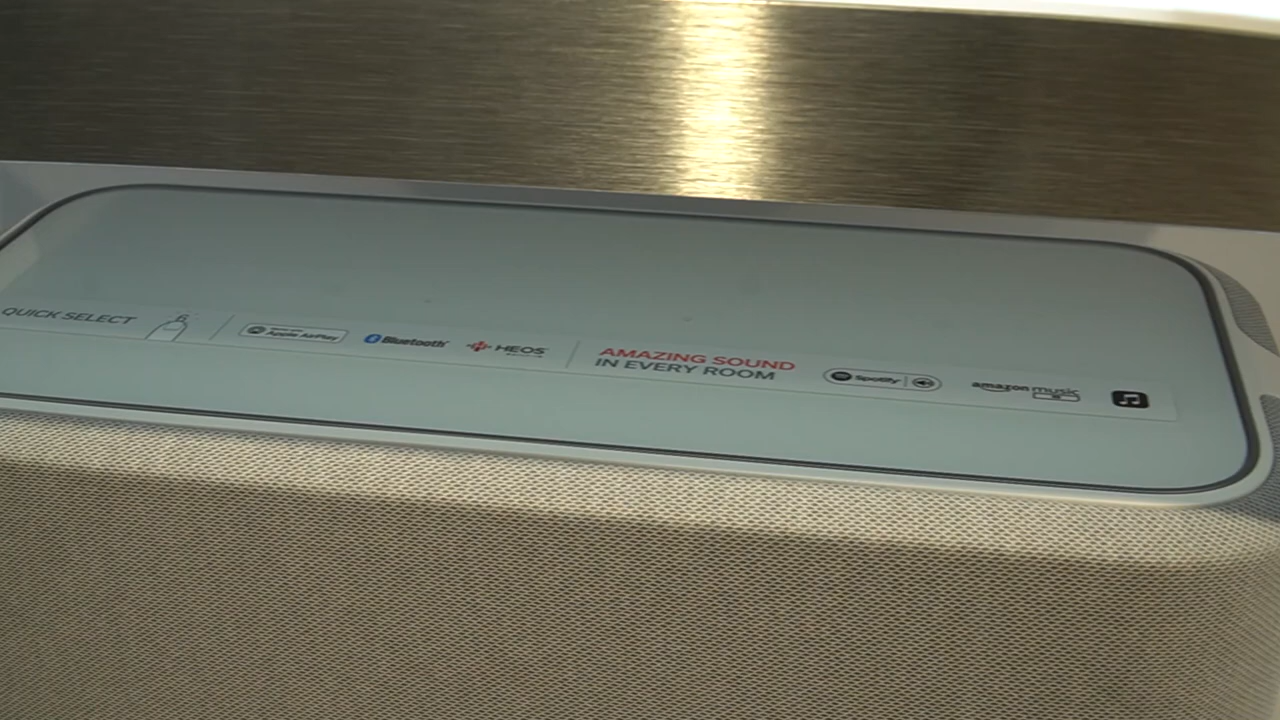 QUICK SELECT
Apple AirPlay
Bluetooth
HEOS
AMAZING SOUND
IN EVERY ROOM
Spotify
amazon music